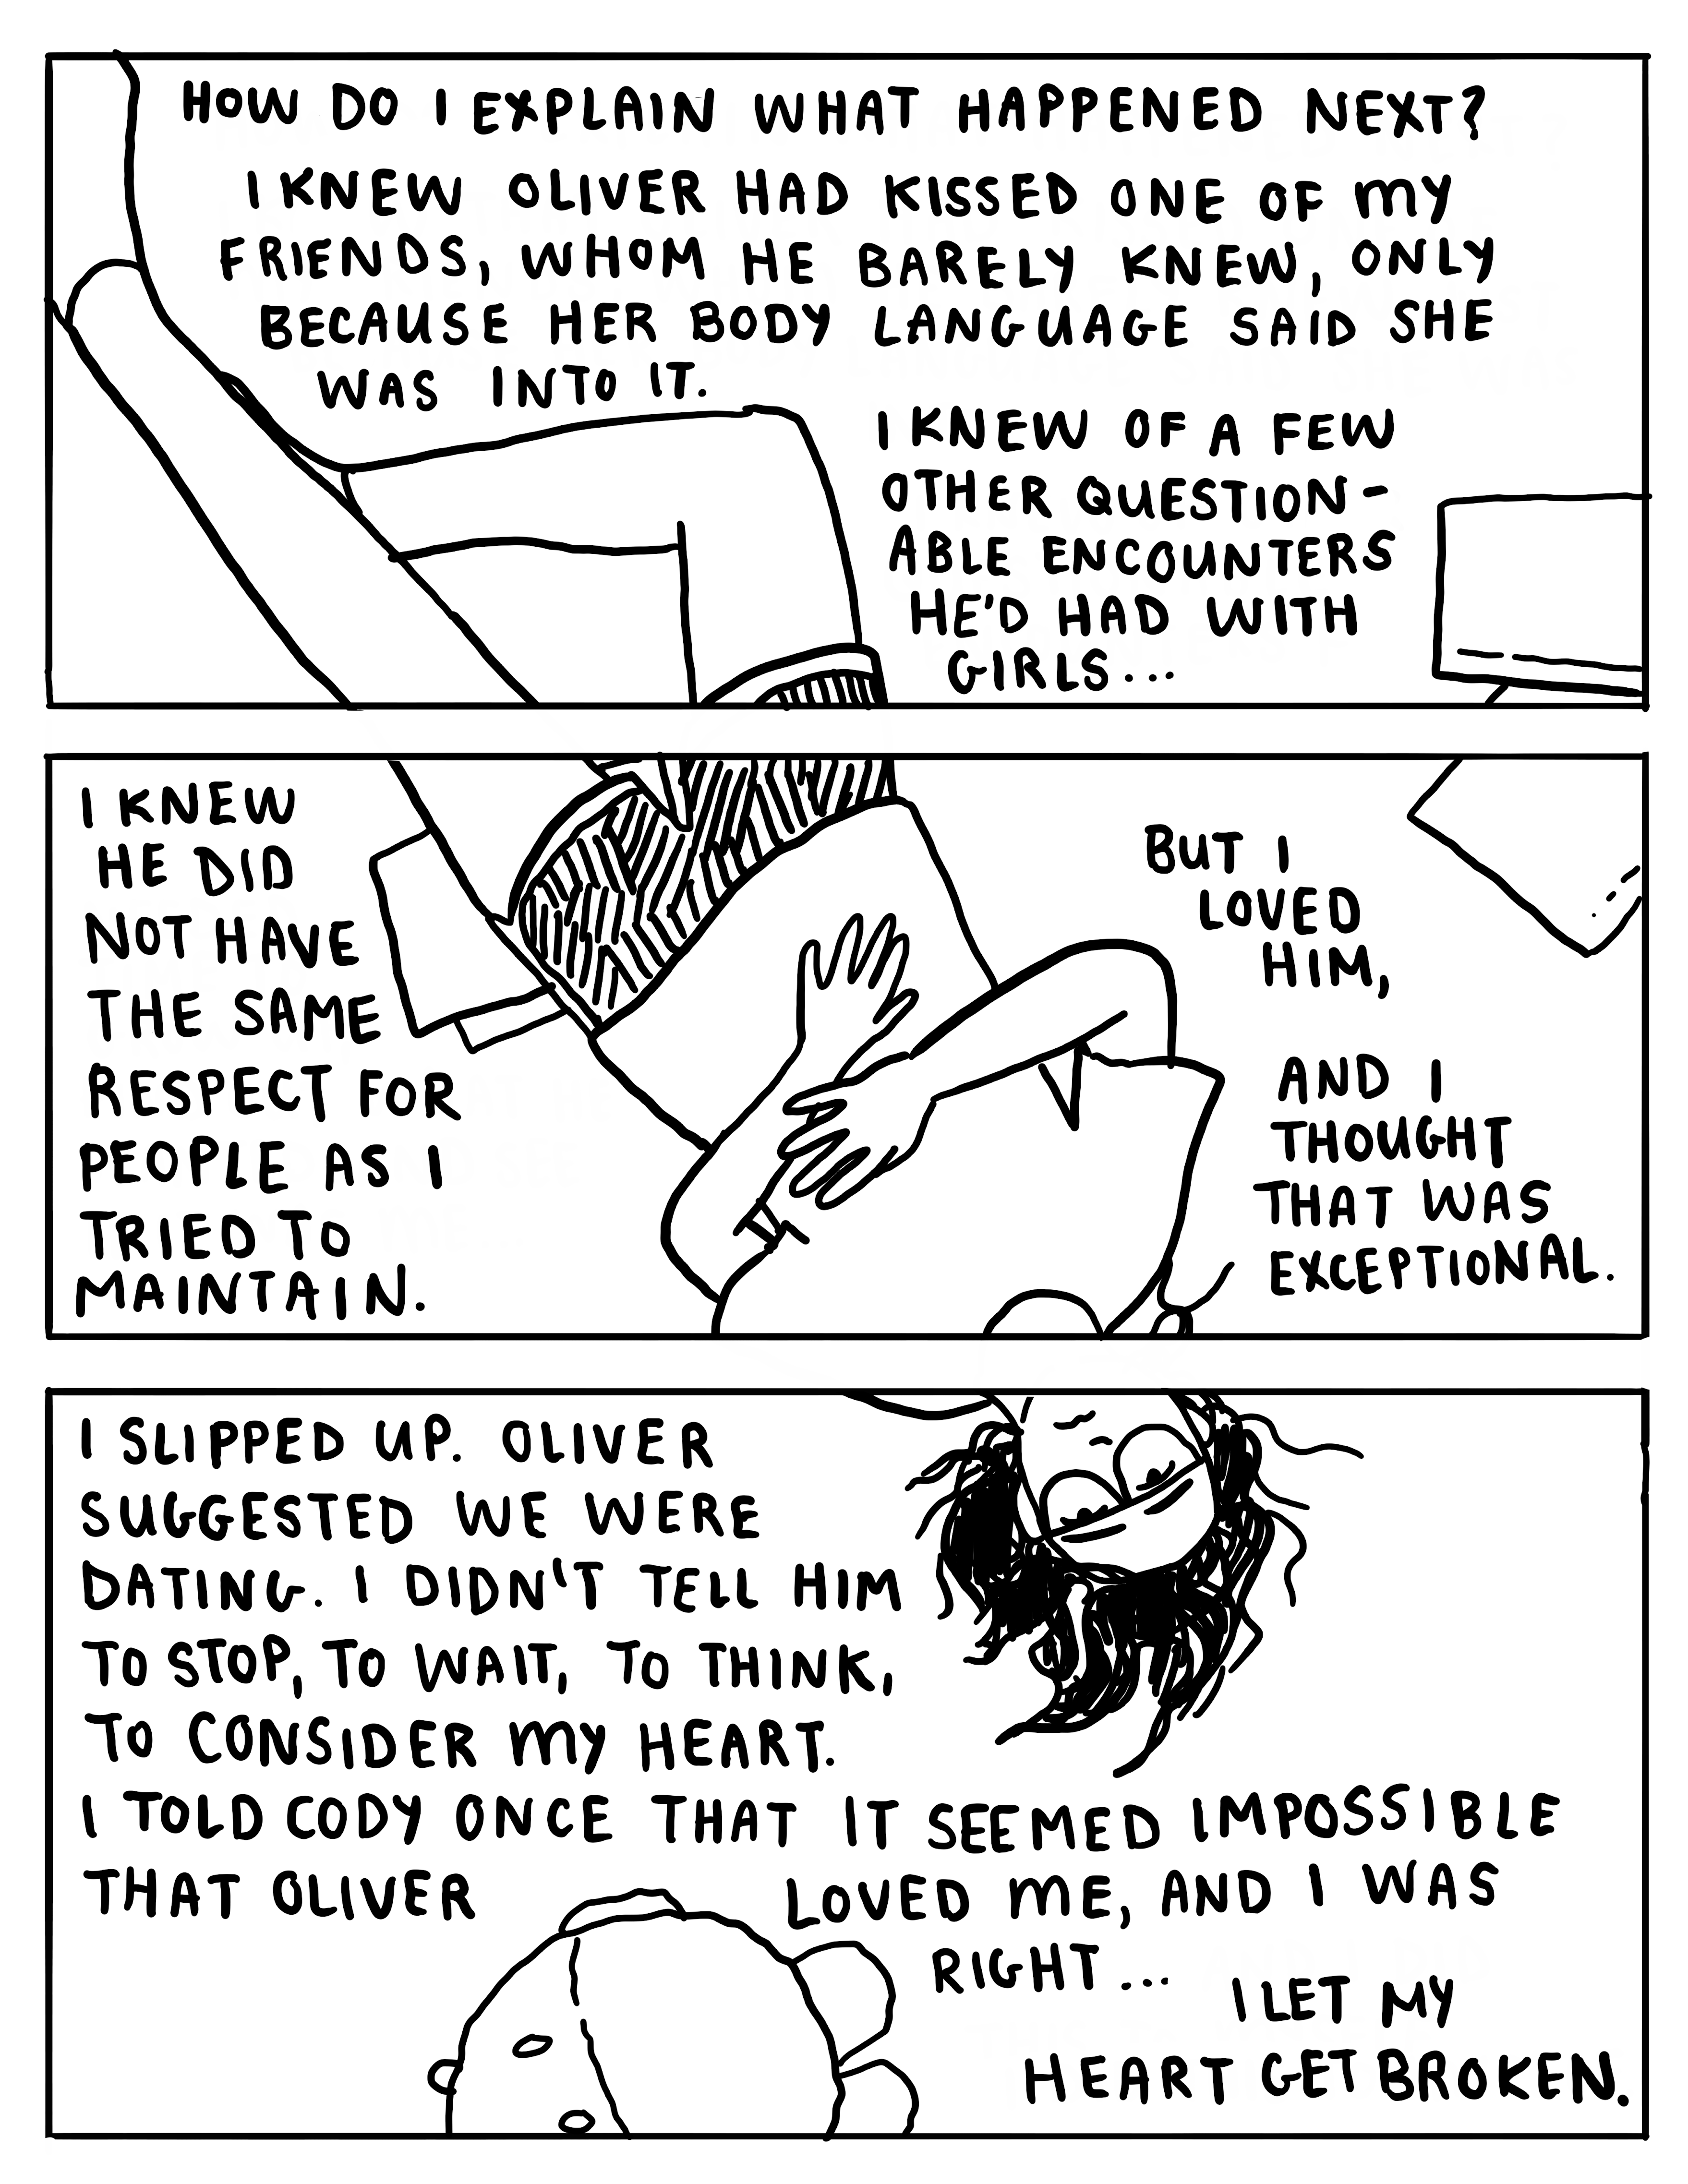 HOW DO I EXPLAIN WHAT HAPPENED NEXT?
I KNEW OLIVER HAD KISSED ONE OF MY
FRIENDS, WHOM HE BARELY KNEW, ONLY
BECAUSE HER BODY LANGUAGE SAID SHE
WAS INTO IT.
I KNEW OF A FEW
OTHER QUESTION-
ABLE ENCOUNTERS
HE'D HAD WITH
GIRLS...
I KNEW
HE DID
NOT HAVE
THE SAME
RESPECT FOR
PEOPLE AS I
TRIED TO
MAINTAIN.
BUT I
LOVED
HIM,
AND I
THOUGHT
THAT WAS
EXCEPTIONAL.
I SLIPPED UP. OLIVER
SUGGESTED WE WERE
DATING. I DIDN'T TELL HIM
TO STOP, TO WAIT, TO THINK,
TO CONSIDER MY HEART.
I TOLD CODY ONCE THAT IT SEEMED IMPOSSIBLE
THAT OLIVER LOVED ME, AND I WAS
RIGHT...
I LET MY
HEART GET BROKEN.